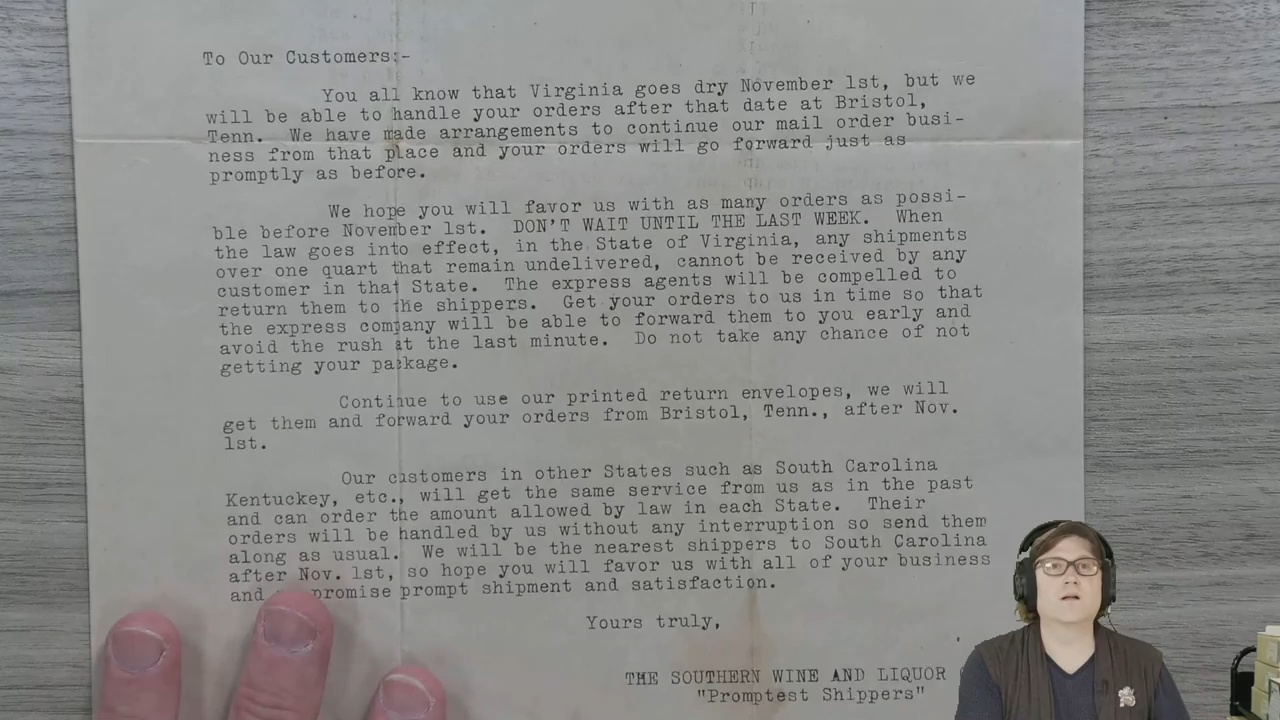 To Our Customers:-
You all know that Virginia goes dry November 1st, but we
will be able to handle your orders after that date at Bristol,
Tenn. We have made arrangements to continue our mail order busi-
ness from that place and your orders will go forward just as
promptly as before.
We hope you will favor us with as many orders as possi-
ble before November 1st. DON'T WAIT UNTIL THE LAST WEEK. When
the law goes into effect, in the State of Virginia, any shipments
over one quart that remain undelivered, cannot be received by any
customer in that State. The express agents will be compelled to
return them to the shippers. Get your orders to us in time so that
the express company will be able to forward them to you early and
avoid the rush at the last minute. Do not take any chance of not
getting your package.
Continue to use our printed return envelopes, we will
get them and forward your orders from Bristol, Tenn., after Nov.
1st.
Our customers in other States such as South Carolina
Kentuckey, etc., will get the same service from us as in the past
and can order the amount allowed by law in each State. Their
orders will be handled by us without any interruption so send them
along as usual. We will be the nearest shippers to South Carolina
after Nov. 1st, so hope you will favor us with all of your business
and promise prompt shipment and satisfaction.
Yours truly,
THE SOUTHERN WINE AND LIQUOR
"Promptest Shippers"